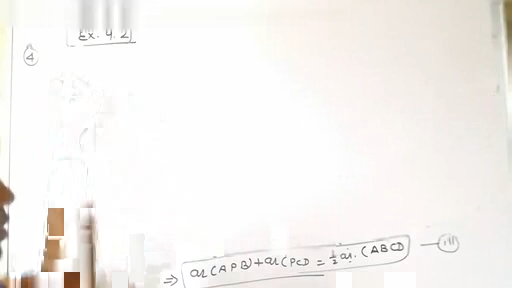 Ex. 4.2
4
⇒ ar(APB)+ar(PCD = 1/2 ar. (ABCD — (iii)